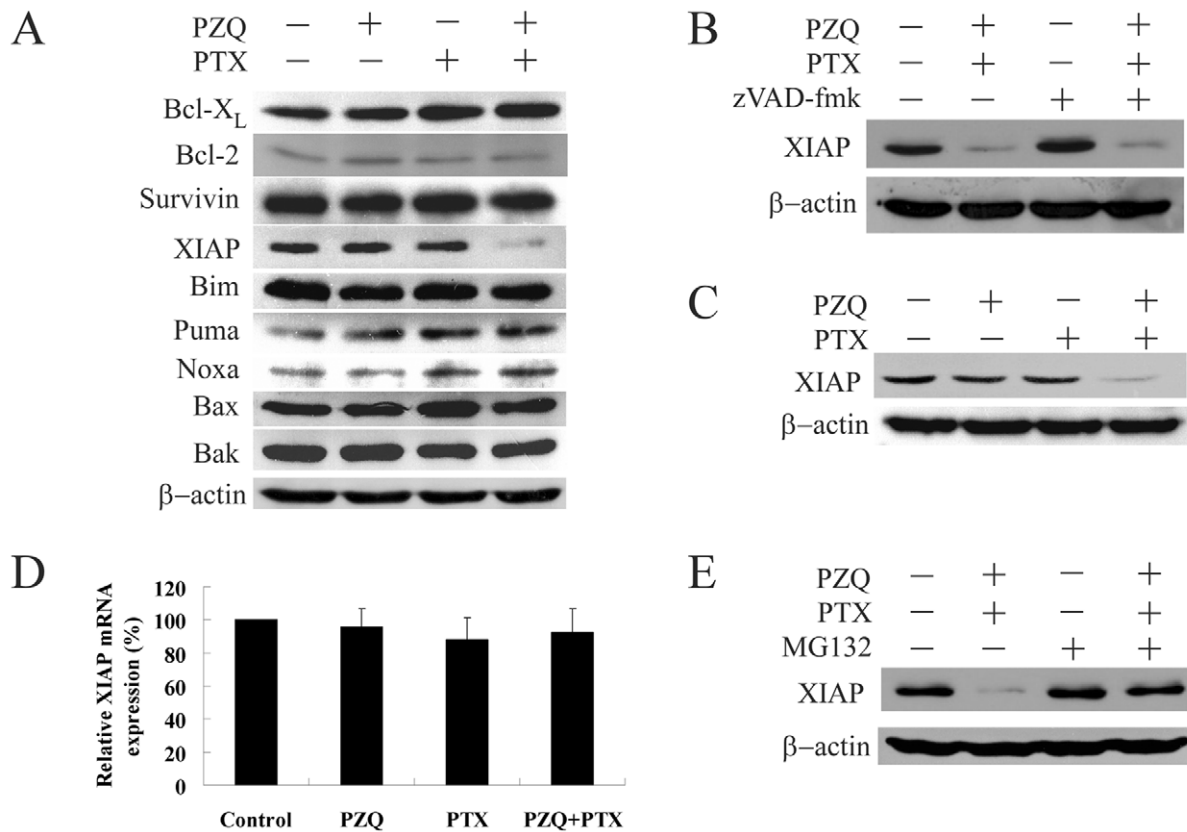 A
PZQ − + − +
PTX − − + +
Bcl-XL
Bcl-2
Survivin
XIAP
Bim
Puma
Noxa
Bax
Bak
β−actin
B
PZQ − + − +
PTX − + − +
zVAD-fmk − − + +
XIAP
β−actin
C
PZQ − + − +
PTX − − + +
XIAP
β−actin
D
Relative XIAP mRNA
expression (%)
120
100
80
60
40
20
0
Control PZQ PTX PZQ+PTX
E
PZQ − + − +
PTX − + − +
MG132 − − + +
XIAP
β−actin